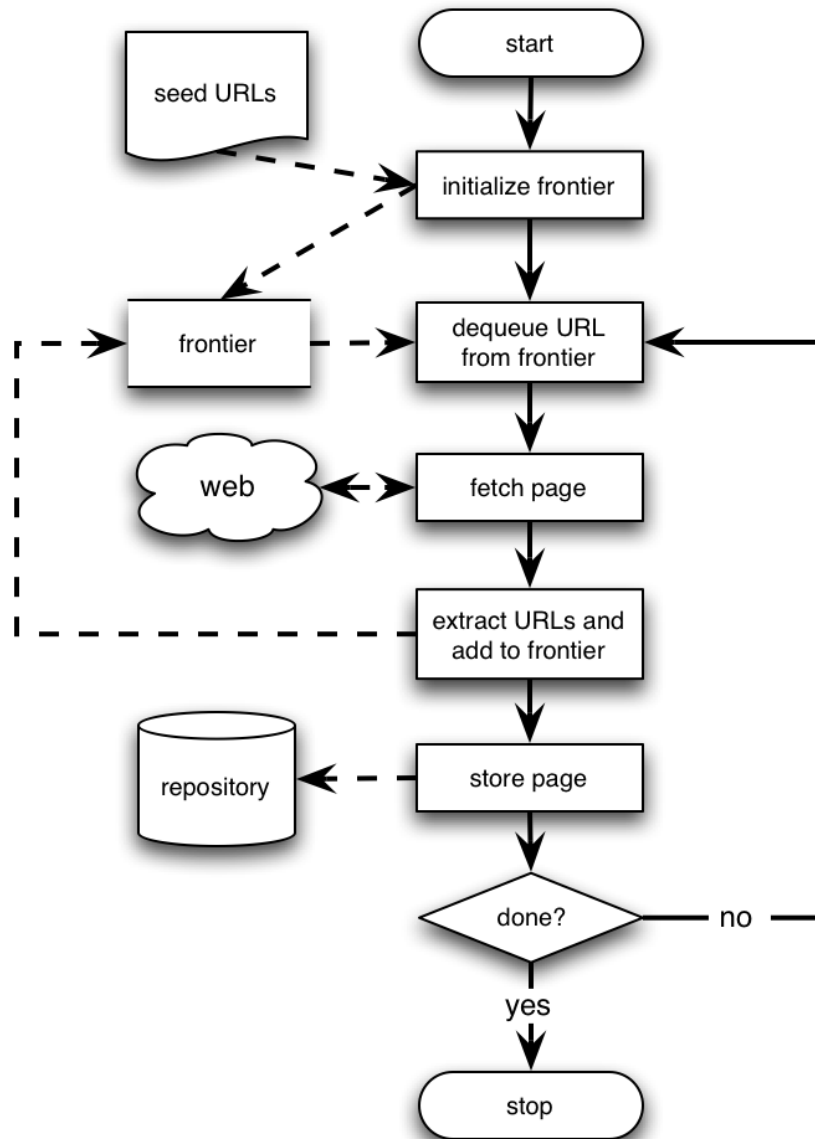 start
seed URLs
initialize frontier
frontier
dequeue URL
from frontier
web
fetch page
extract URLs and
add to frontier
repository
store page
done?
no
yes
stop